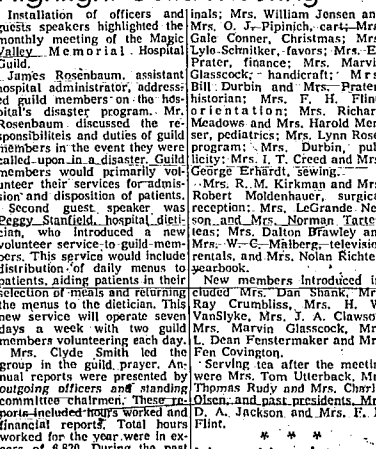 Installation of officers and
guests speakers highlighted the
monthly meeting of the Magic
Valley Memorial Hospital
Guild.
James Rosenbaum, assistant
hospital administrator, address-
ed guild members on the hos-
pital's disaster program. Mr.
Rosenbaum discussed the re-
sponsibilities and duties of guild
members in the event they were
called upon in a disaster. Guild
members would primarily vol-
unteer their services for admis-
sion and disposition of patients.
Second guest speaker was
Peggy Stanfield, hospital dieti-
cian, who introduced a new
volunteer service to guild mem-
bers. This service would include
distribution of daily menus to
patients, aiding patients in their
selection of meals and returning
the menus to the dietician. This
new service will operate seven
days a week with two guild
members volunteering each day.
Mrs. Clyde Smith led the
group in the guild prayer. An-
nual reports were presented by
outgoing officers and standing
committee chairmen. These re-
ports included hours worked and
financial reports. Total hours
worked for the year were in ex-
cess of 6,820. During the past
inals; Mrs. William Jensen an
Mrs. O. J. Pipinich, cart; Mrs
Gale Conner, Christmas; Mrs
Lylo Schnitker, favors; Mrs. E
Prater, finance; Mrs. Marvi
Glasscock, handicraft; Mrs
Bill Durbin and Mrs. Prater
historian; Mrs. F. H. Flin
orientation; Mrs. Richar
Meadows and Mrs. Harold Mer
ser, pediatrics; Mrs. Lynn Rose
program; Mrs. Durbin, pub
licity; Mrs. I. T. Creed and Mrs
George Erhardt, sewing.
Mrs. R. M. Kirkman and Mrs
Robert Moldenhauer, surgica
reception; Mrs. LeGrande Ne
son and Mrs. Norman Tarte
teas; Mrs. Dalton Brawley an
Mrs. W. C. Malberg, televisio
rentals, and Mrs. Nolan Richte
yearbook.
New members introduced i
cluded Mrs. Dan Shank, Mr
Ray Crumbliss, Mrs. H. V
VanSlyke, Mrs. J. A. Clawso
Mrs. Marvin Glasscock, Mr
L. Dean Fenstermaker and Mr
Fen Covington.
Serving tea after the meeti
were Mrs. Tom Utterback, M
Thomas Rudy and Mrs. Charl
Olsen, and past presidents, Mr
D. A. Jackson and Mrs. F.
Flint.
* * *